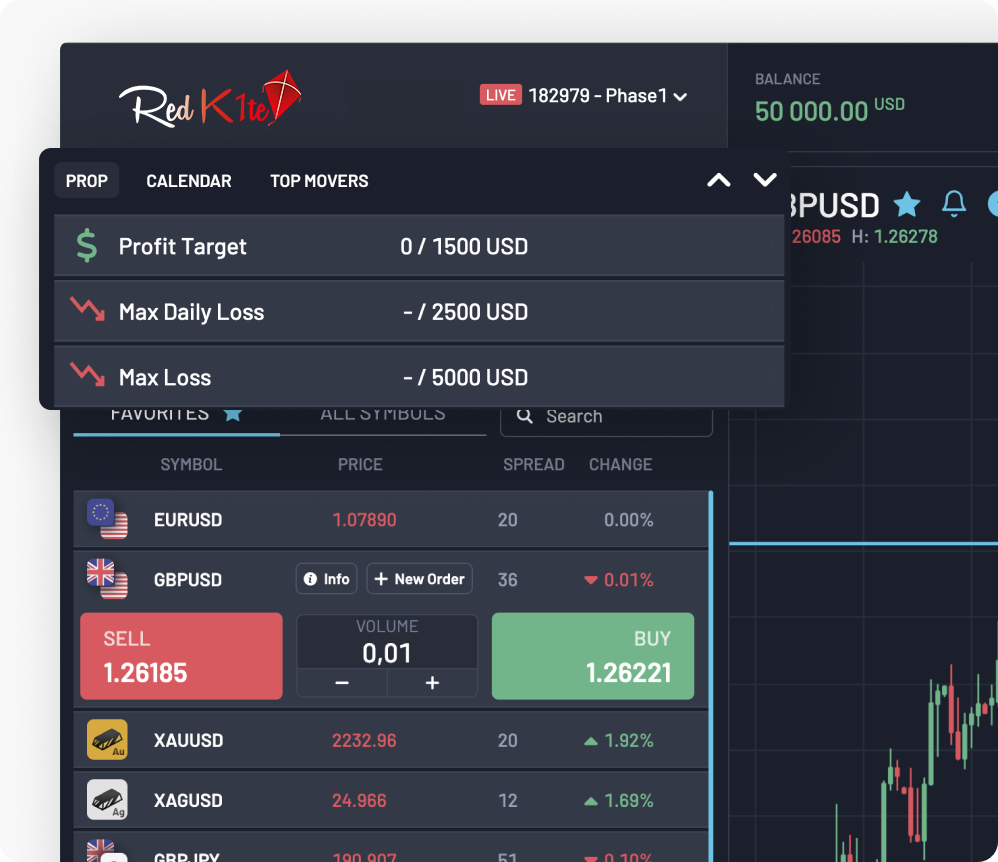 Red K1te
LIVE 182979 - Phase1
BALANCE
50 000.00 USD
PROP CALENDAR TOP MOVERS
Profit Target 0 / 1500 USD
Max Daily Loss - / 2500 USD
Max Loss - / 5000 USD
BPUSD
26085 H: 1.26278
FAVORITES ALL SYMBOLS Search
SYMBOL PRICE SPREAD CHANGE
EURUSD 1.07890 20 0.00%
GBPUSD Info + New Order 36 0.01%
SELL
1.26185
VOLUME
0,01
− +
BUY
1.26221
Au XAUUSD 2232.96 20 1.92%
Ag XAGUSD 24.966 12 1.69%
GBPJPY 190.907 51 0.10%